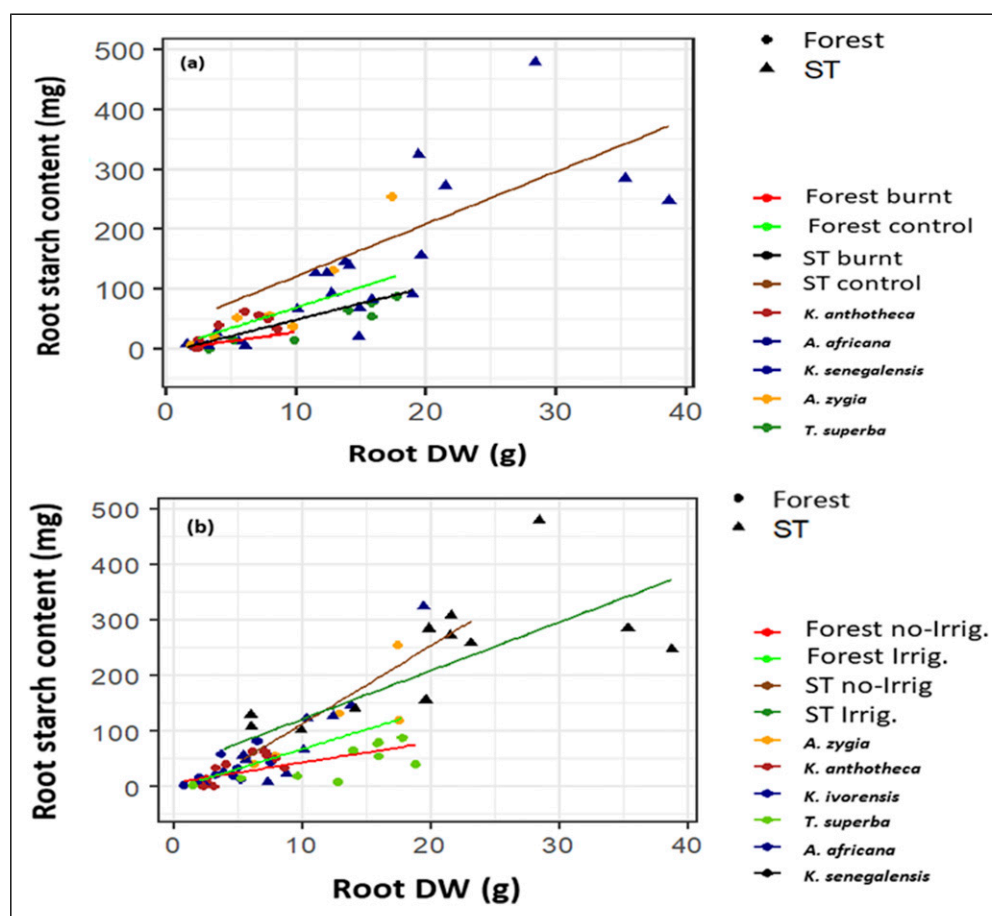 (a)
500
400
300
200
100
0
Root starch content (mg)
0 10 20 30 40
Root DW (g)
Forest
ST
Forest burnt
Forest control
ST burnt
ST control
K. anthotheca
A. africana
K. senegalensis
A. zygia
T. superba
(b)
500
400
300
200
100
0
Root starch content (mg)
0 10 20 30 40
Root DW (g)
Forest
ST
Forest no-Irrig.
Forest Irrig.
ST no-Irrig
ST Irrig.
A. zygia
K. anthotheca
K. ivorensis
T. superba
A. africana
K. senegalensis